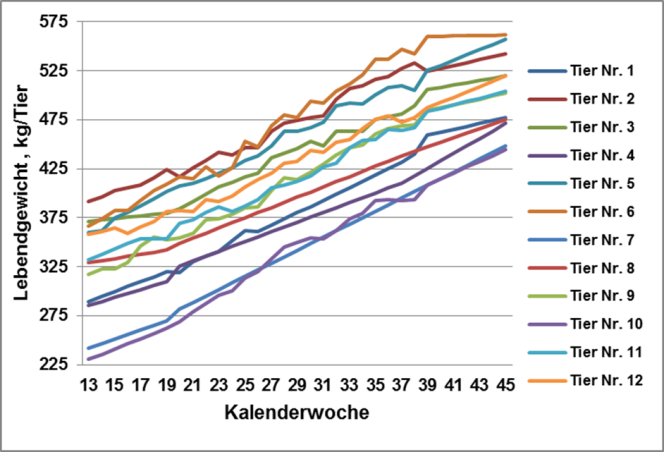 575
525
475
425
375
325
275
225
Lebendgewicht , kg/Tier
13 15 17 19 21 23 25 27 29 31 33 35 37 39 41 43 45
Kalenderwoche
Tier Nr. 1
Tier Nr. 2
Tier Nr. 3
Tier Nr. 4
Tier Nr. 5
Tier Nr. 6
Tier Nr. 7
Tier Nr. 8
Tier Nr. 9
Tier Nr. 10
Tier Nr. 11
Tier Nr. 12